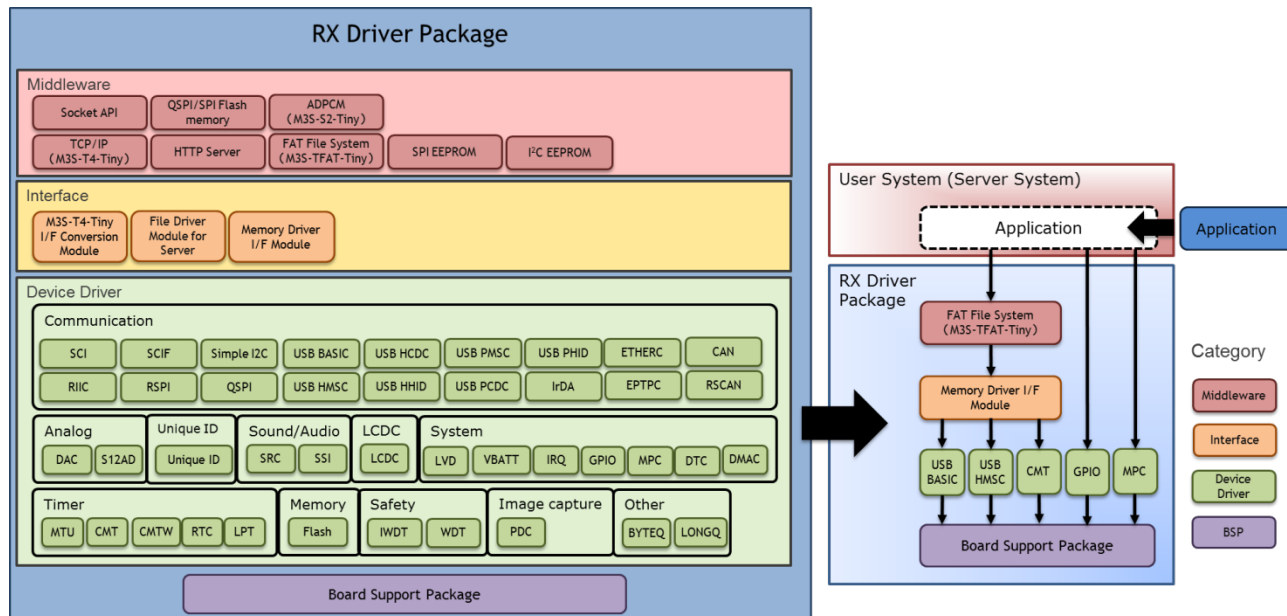 RX Driver Package
Middleware
Socket API
QSPI/SPI Flash
memory
ADPCM
(M3S-S2-Tiny)
TCP/IP
(M3S-T4-Tiny)
HTTP Server
FAT File System
(M3S-TFAT-Tiny)
SPI EEPROM
I²C EEPROM
Interface
M3S-T4-Tiny
I/F Conversion
Module
File Driver
Module for
Server
Memory Driver
I/F Module
Device Driver
Communication
SCI
SCIF
Simple I2C
USB BASIC
USB HCDC
USB PMSC
USB PHID
ETHERC
CAN
RIIC
RSPI
QSPI
USB HMSC
USB HHID
USB PCDC
IrDA
EPTPC
RSCAN
Analog
DAC
S12AD
Unique ID
Unique ID
Sound/Audio
SRC
SSI
LCDC
LCDC
System
LVD
VBATT
IRQ
GPIO
MPC
DTC
DMAC
Timer
MTU
CMT
CMTW
RTC
LPT
Memory
Flash
Safety
IWDT
WDT
Image capture
PDC
Other
BYTEQ
LONGQ
Board Support Package
User System (Server System)
Application
Application
RX Driver
Package
FAT File System
(M3S-TFAT-Tiny)
Memory Driver I/F
Module
USB
BASIC
USB
HMSC
CMT
GPIO
MPC
Board Support Package
Category
Middleware
Interface
Device
Driver
BSP